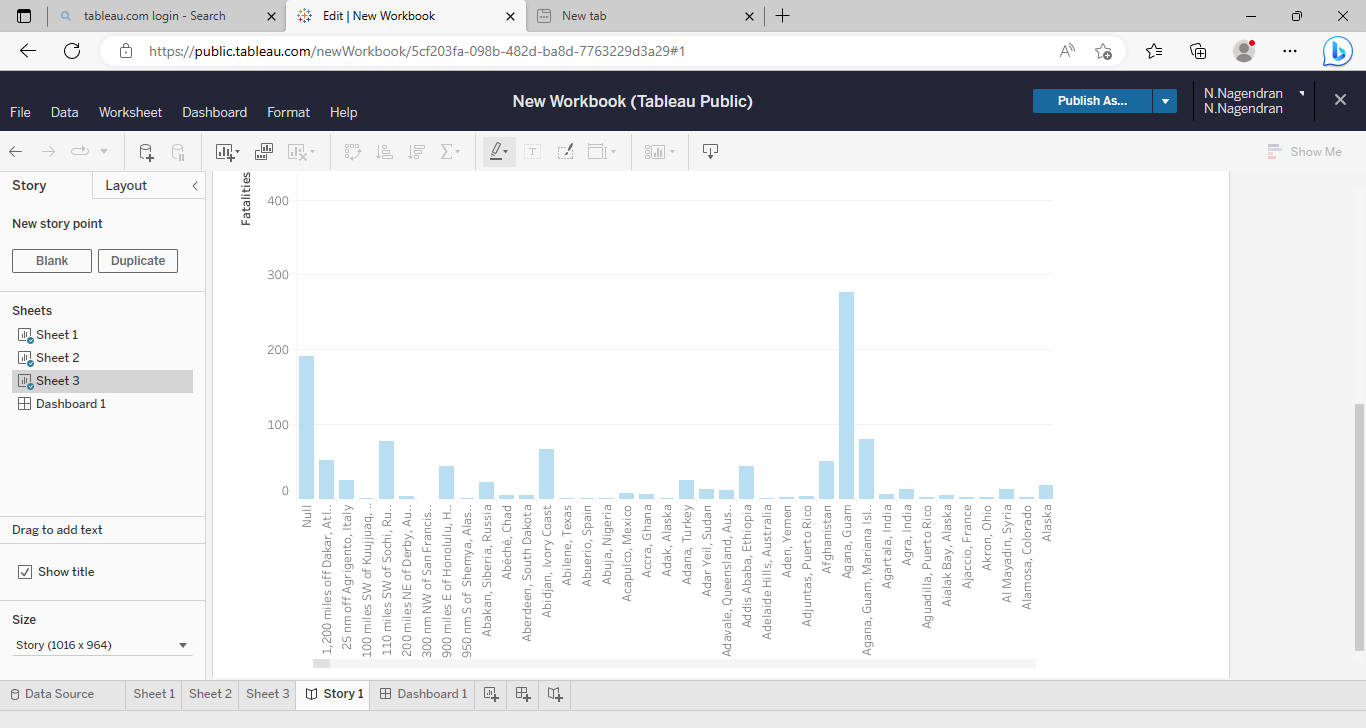 tableau.com login - Search
Edit | New Workbook
New tab
https://public.tableau.com/newWorkbook/5cf203fa-098b-482d-ba8d-7763229d3a29#1
New Workbook (Tableau Public)
Publish As...
N.Nagendran
N.Nagendran
File Data Worksheet Dashboard Format Help
Show Me
Story Layout
New story point
Blank Duplicate
Sheets
Sheet 1
Sheet 2
Sheet 3
Dashboard 1
Drag to add text
Show title
Size
Story (1016 x 964)
Fatalities
400
300
200
100
0
Null
1,200 miles off Dakar, Atl..
25 nm off Agrigento, Italy
100 miles SW of Kuujjuaq, ..
110 miles SW of Sochi, Ru..
200 miles NE of Derby, Au..
300 nm NW of San Francis..
900 miles E of Honolulu, H..
950 nm S of Shemya, Alas..
Abakan, Siberia, Russia
Abéché, Chad
Aberdeen, South Dakota
Abidjan, Ivory Coast
Abilene, Texas
Abuerio, Spain
Abuja, Nigeria
Acapulco, Mexico
Accra, Ghana
Adak, Alaska
Adana, Turkey
Adar Yeil, Sudan
Adavale, Queensland, Aus..
Addis Ababa, Ethiopia
Adelaide Hills, Australia
Aden, Yemen
Adjuntas, Puerto Rico
Afghanistan
Agana, Guam
Agana, Guam, Mariana Isl..
Agartala, India
Agra, India
Aguadilla, Puerto Rico
Aialak Bay, Alaska
Ajaccio, France
Akron, Ohio
Al Mayadin, Syria
Alamosa, Colorado
Alaska
Data Source Sheet 1 Sheet 2 Sheet 3 Story 1 Dashboard 1